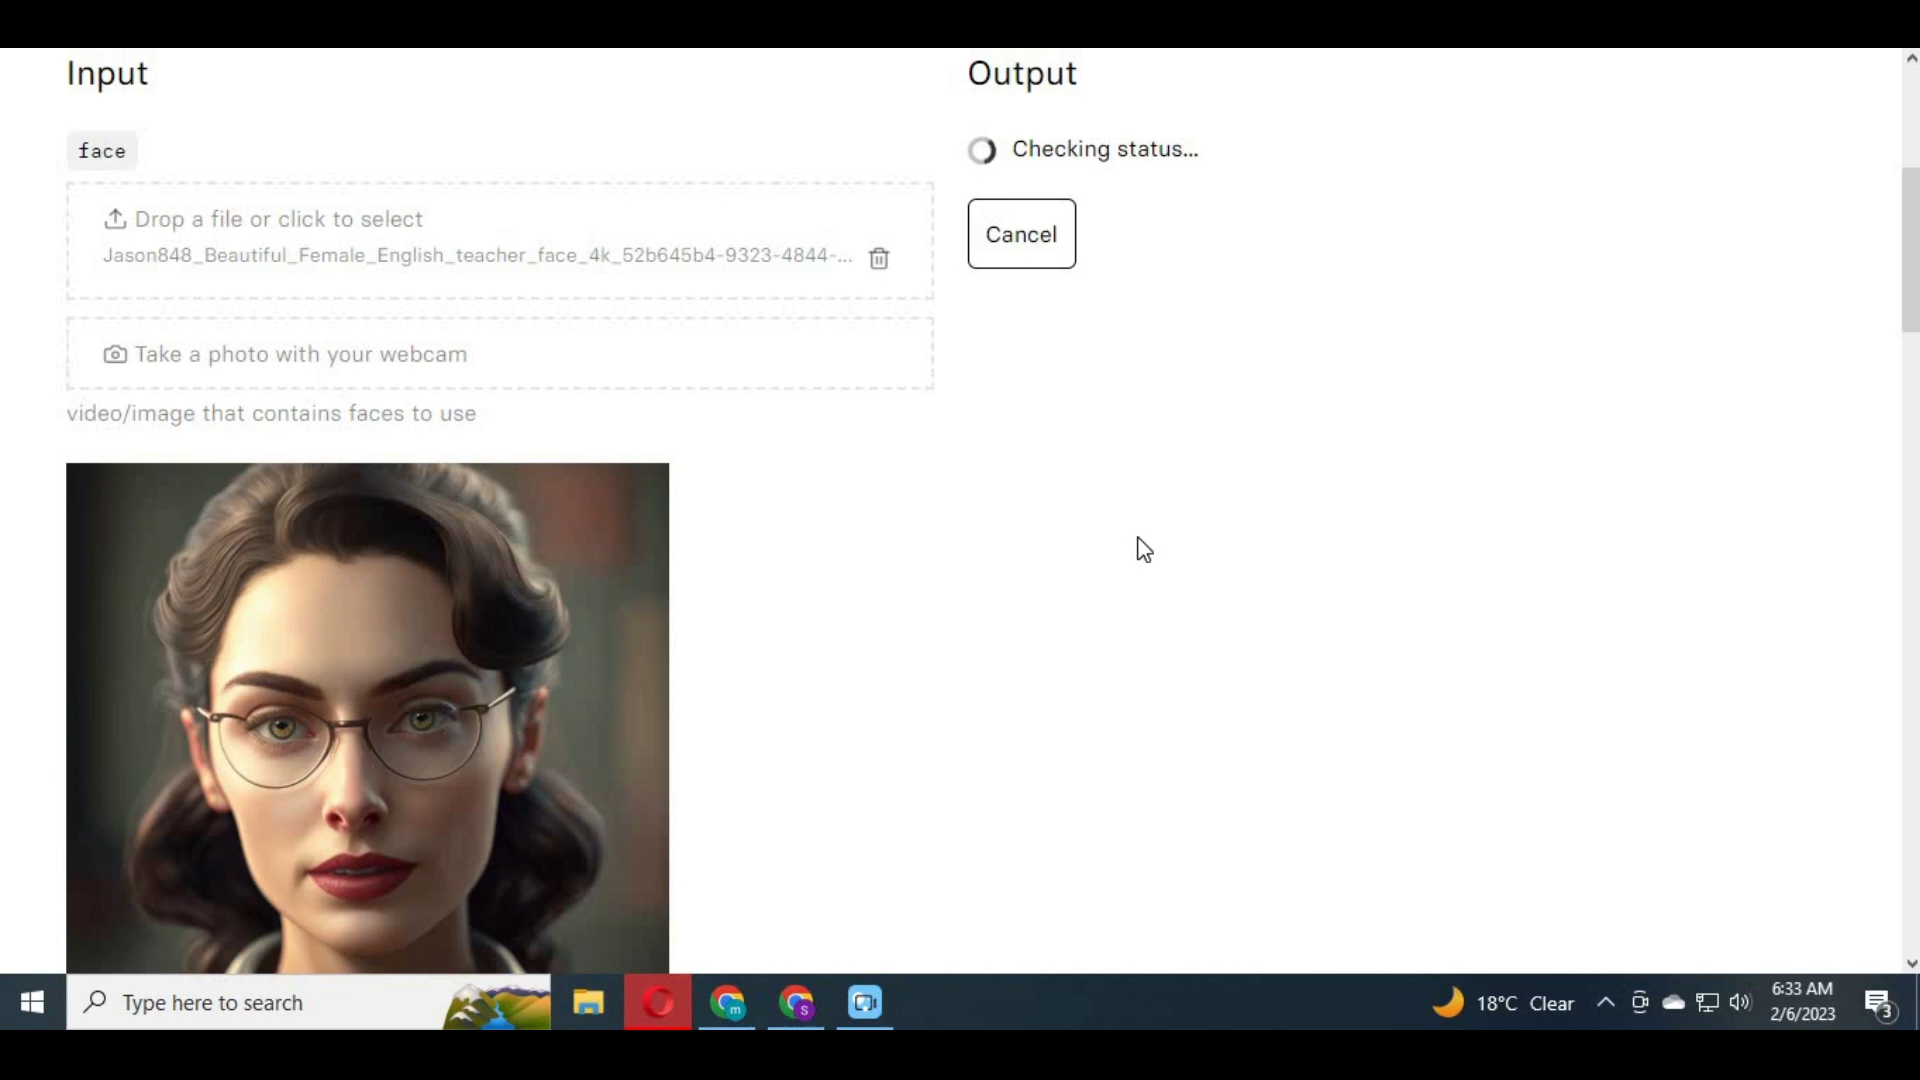 Input
face
Drop a file or click to select
Jason848_Beautiful_Female_English_teacher_face_4k_52b645b4-9323-4844-...
Take a photo with your webcam
video/image that contains faces to use
Output
Checking status...
Cancel
Type here to search
m
S
18°C Clear
6:33 AM
2/6/2023
3